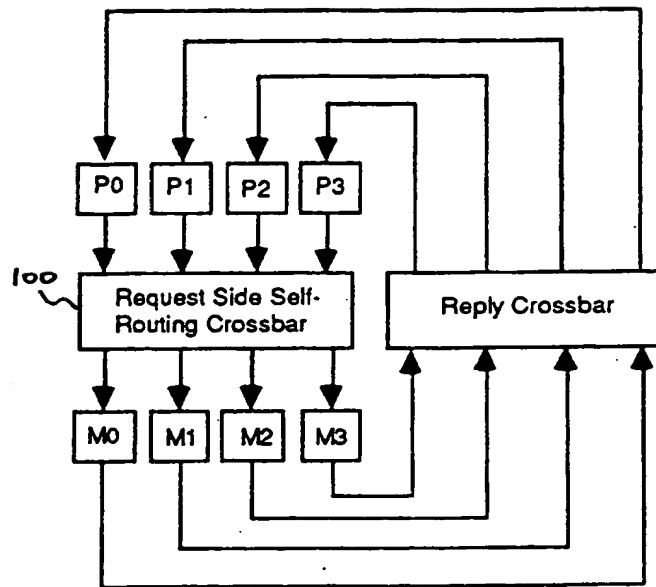 P0 P1 P2 P3
100
Request Side Self-
Routing Crossbar
Reply Crossbar
M0 M1 M2 M3